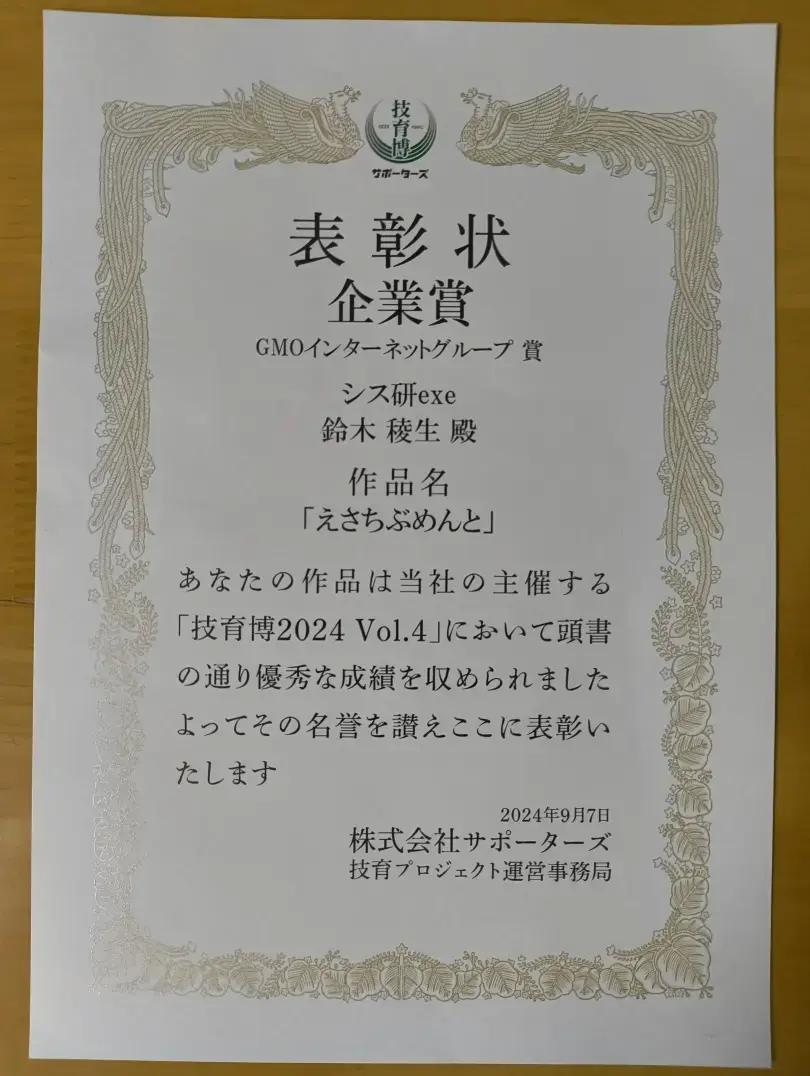 技育博
サポーターズ
表彰状
企業賞
GMOインターネットグループ 賞
シス研exe
鈴木 稜生 殿
作品名
「えさちぶめんと」
あなたの作品は当社の主催する
「技育博2024 Vol.4」において頭書
の通り優秀な成績を収められました
よってその名誉を讃えここに表彰い
たします
2024年9月7日
株式会社サポーターズ
技育プロジェクト運営事務局